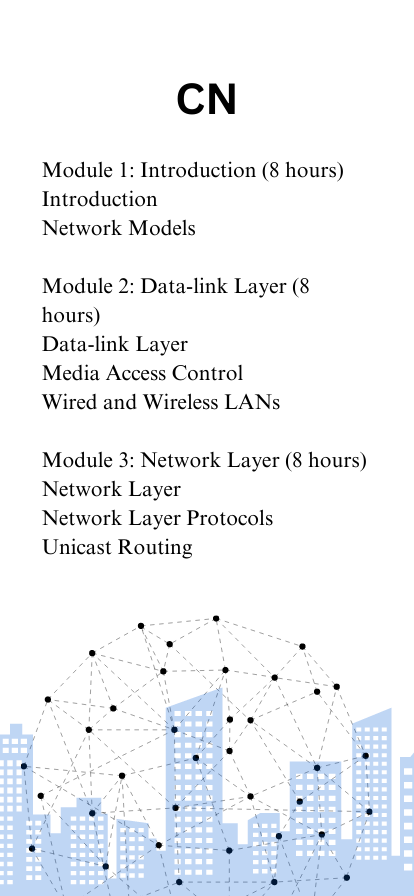 CN
Module 1: Introduction (8 hours)
Introduction
Network Models
Module 2: Data-link Layer (8
hours)
Data-link Layer
Media Access Control
Wired and Wireless LANs
Module 3: Network Layer (8 hours)
Network Layer
Network Layer Protocols
Unicast Routing